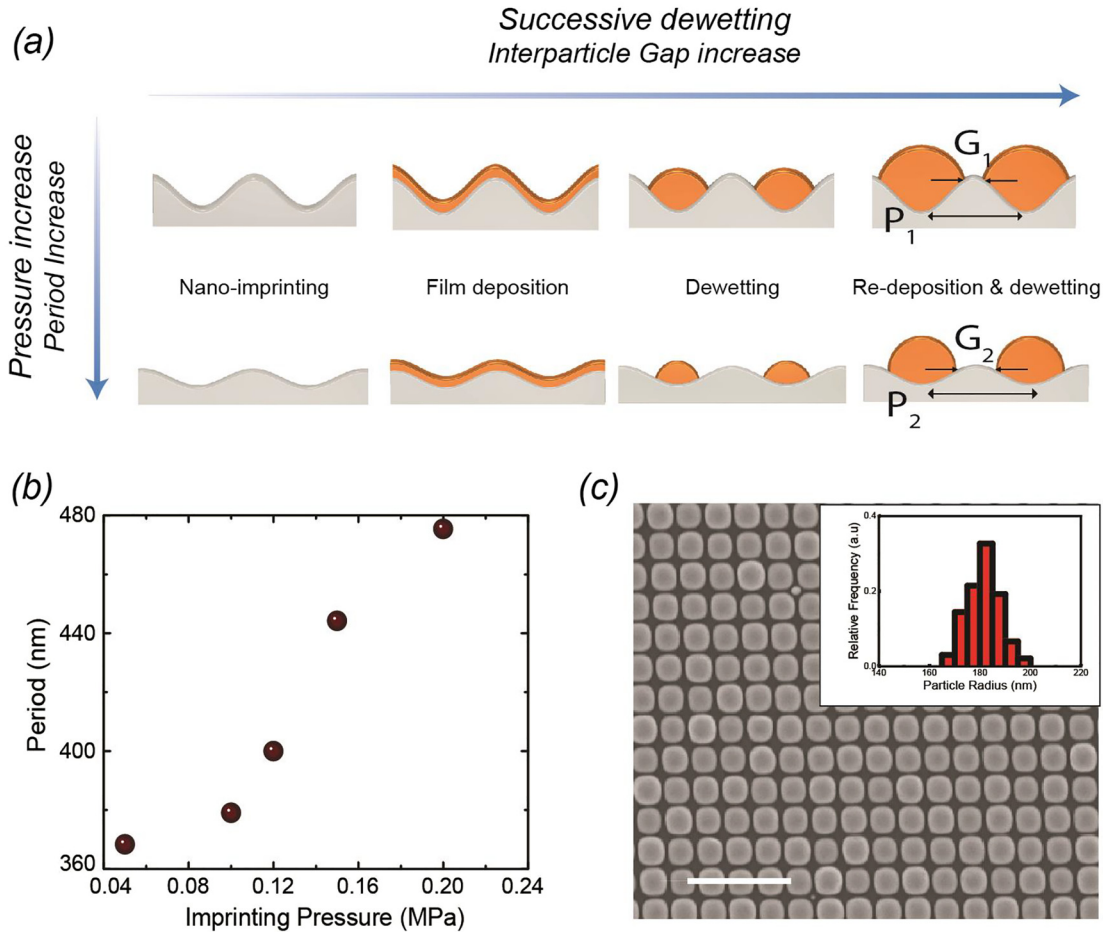 (a)
Successive dewetting
Interparticle Gap increase
Pressure increase
Period Increase
G1
P1
Nano-imprinting
Film deposition
Dewetting
Re-deposition & dewetting
G2
P2
(b)
480
440
400
360
Period (nm)
0.04 0.08 0.12 0.16 0.20 0.24
Imprinting Pressure (MPa)
(c)
0.4
0.2
0.0
Relative Frequency (a.u)
140 160 180 200 220
Particle Radius (nm)